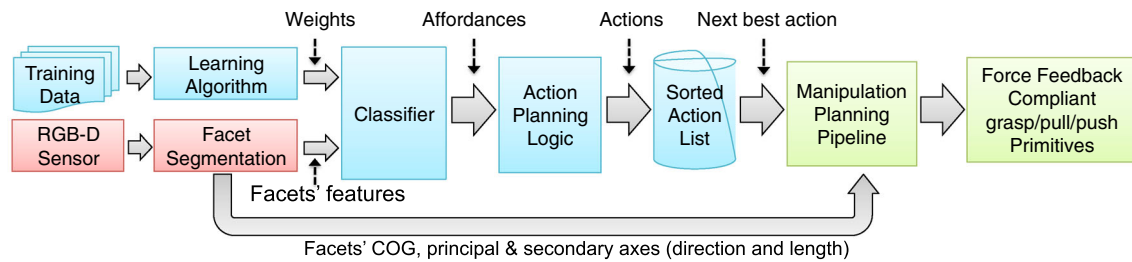 Weights
Affordances
Actions
Next best action
Training
Data
Learning
Algorithm
RGB-D
Sensor
Facet
Segmentation
Facets' features
Classifier
Action
Planning
Logic
Sorted
Action
List
Manipulation
Planning
Pipeline
Force Feedback
Compliant
grasp/pull/push
Primitives
Facets' COG, principal & secondary axes (direction and length)